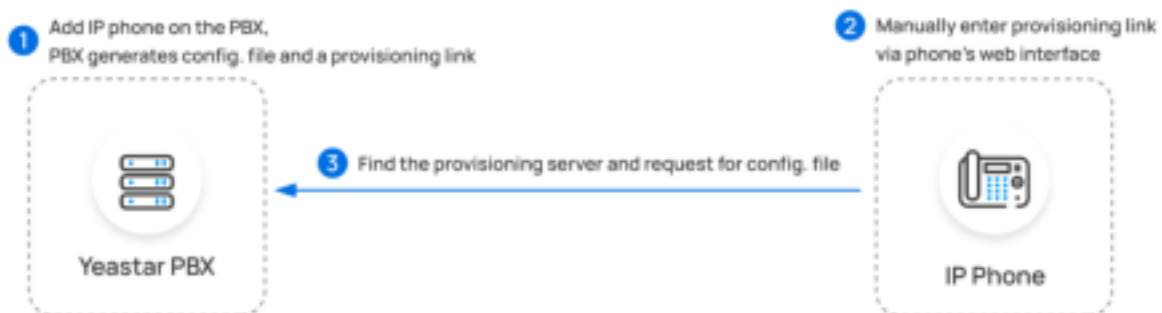 1 Add IP phone on the PBX,
PBX generates config. file and a provisioning link
2 Manually enter provisioning link
via phone's web interface
3 Find the provisioning server and request for config. file
Yeastar PBX
IP Phone